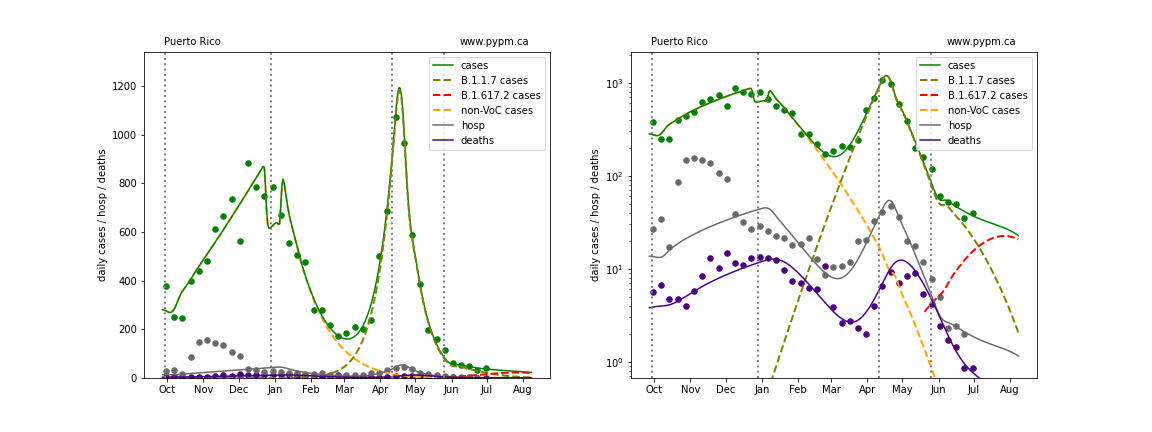 Puerto Rico www.pypm.ca
daily cases / hosp / deaths
1200
1000
800
600
400
200
0
cases
B.1.1.7 cases
B.1.617.2 cases
non-VoC cases
hosp
deaths
Oct Nov Dec Jan Feb Mar Apr May Jun Jul Aug
Puerto Rico www.pypm.ca
daily cases / hosp / deaths
10³
10²
10¹
10⁰
cases
B.1.1.7 cases
B.1.617.2 cases
non-VoC cases
hosp
deaths
Oct Nov Dec Jan Feb Mar Apr May Jun Jul Aug